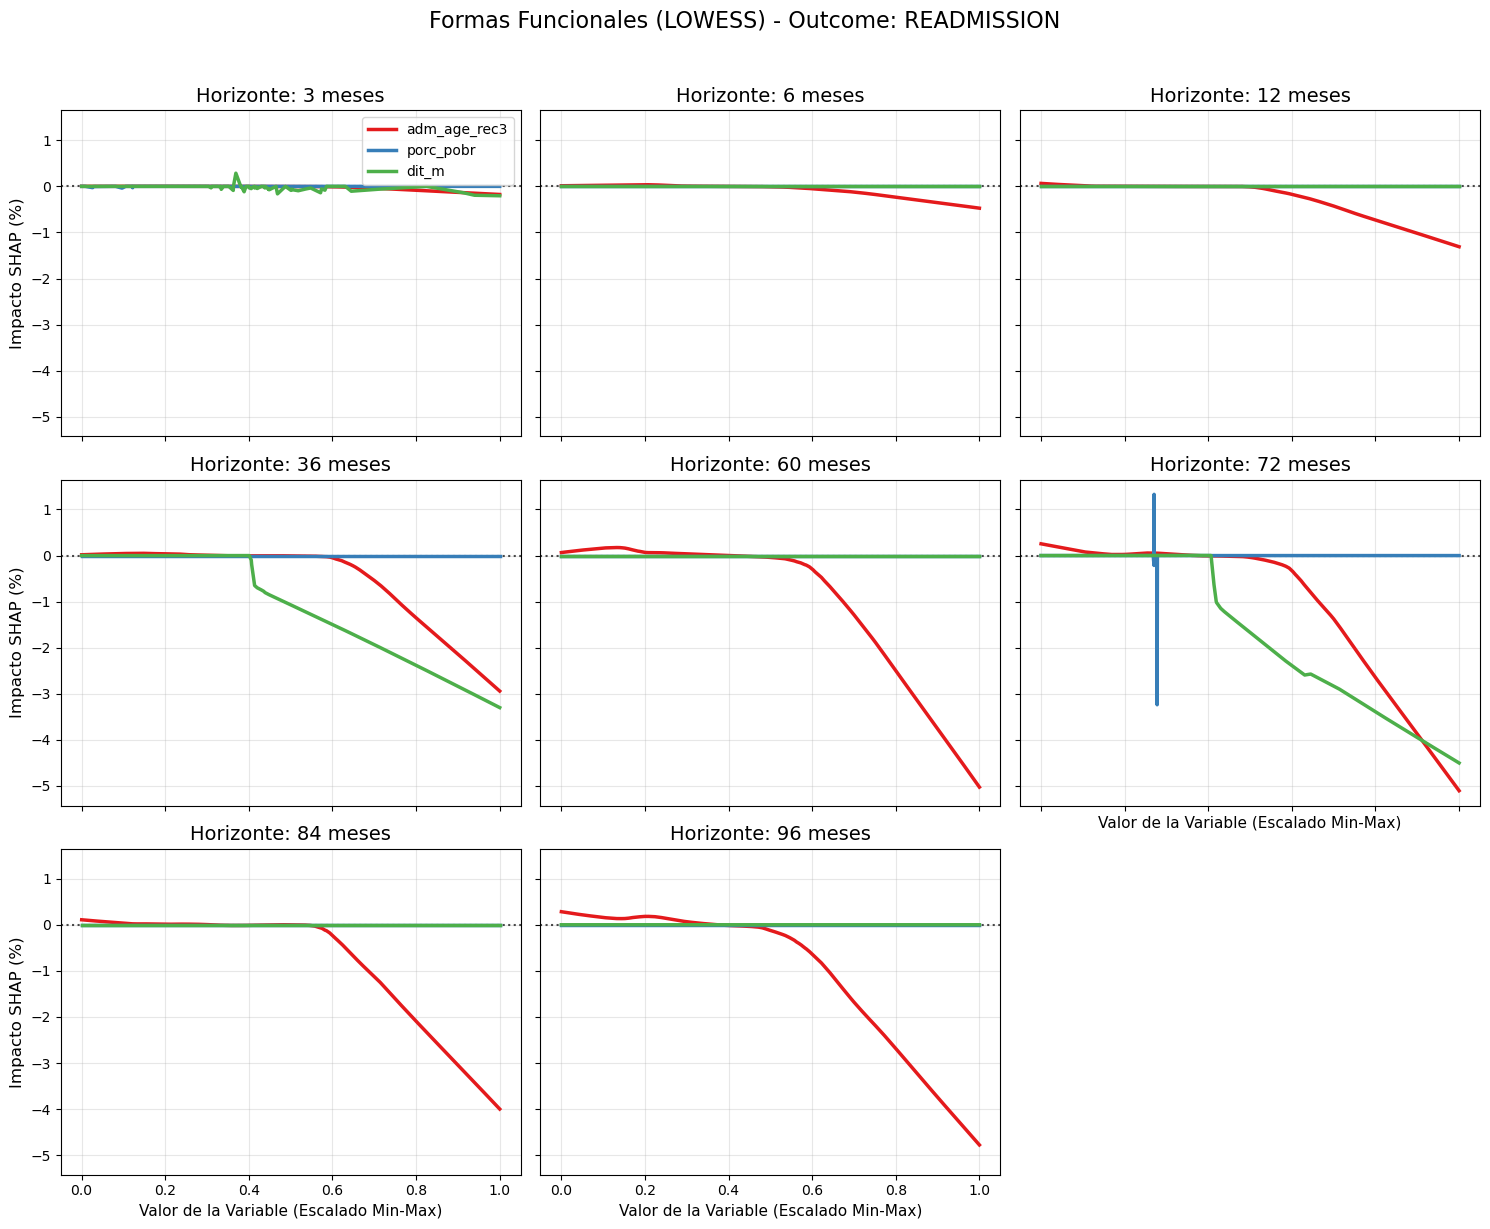 Formas Funcionales (LOWESS) - Outcome: READMISSION
Horizonte: 3 meses
Horizonte: 6 meses
Horizonte: 12 meses
adm_age_rec3
porc_pobr
dit_m
1
0
−1
−2
−3
−4
−5
Impacto SHAP (%)
Horizonte: 36 meses
Horizonte: 60 meses
Horizonte: 72 meses
1
0
−1
−2
−3
−4
−5
Impacto SHAP (%)
Valor de la Variable (Escalado Min-Max)
Horizonte: 84 meses
Horizonte: 96 meses
1
0
−1
−2
−3
−4
−5
Impacto SHAP (%)
0.0 0.2 0.4 0.6 0.8 1.0
0.0 0.2 0.4 0.6 0.8 1.0
Valor de la Variable (Escalado Min-Max)
Valor de la Variable (Escalado Min-Max)